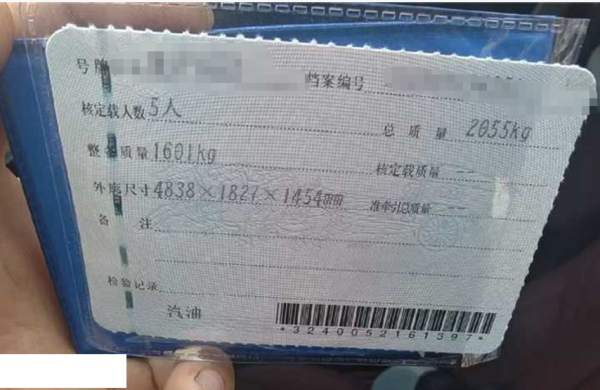 号牌
档案编号
核定载人数 5人
总质量 2055kg
整备质量 1601kg
核定载质量 --
外廓尺寸 4838×1827×1454mm
准牵引总质量 --
备注
检验记录
汽油
*3240052161397*